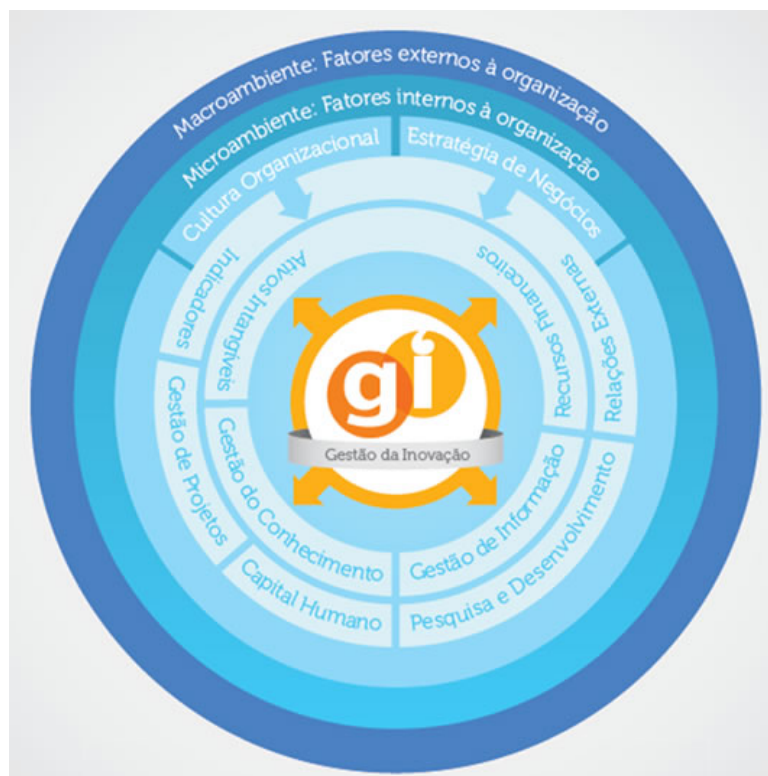 Macroambiente: Fatores externos à organização
Microambiente: Fatores internos à organização
Cultura Organizacional
Estratégia de Negócios
Indicadores
Ativos Intangíveis
Recursos Financeiros
Relações Externas
gi
Gestão da Inovação
Gestão de Projetos
Gestão do Conhecimento
Gestão de Informação
Pesquisa e Desenvolvimento
Capital Humano